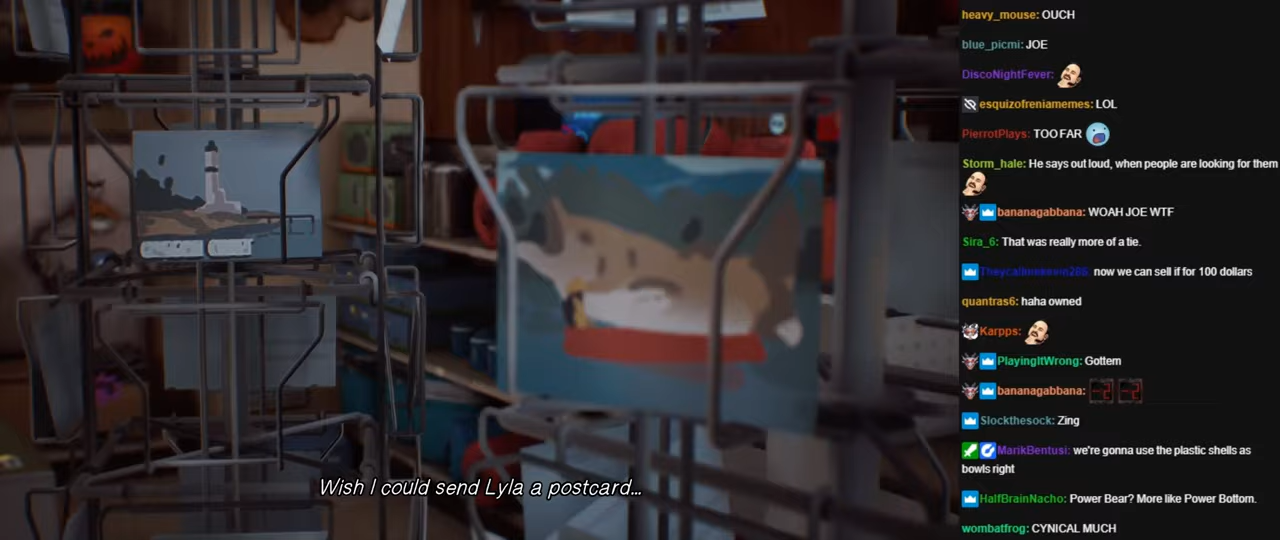 Wish I could send Lyla a postcard...
heavy_mouse: OUCH
blue_picmi: JOE
DiscoNightFever:
esquizofreniamemes: LOL
PierrotPlays: TOO FAR
Storm_hale: He says out loud, when people are looking for them
bananagabbana: WOAH JOE WTF
Sira_6: That was really more of a tie.
now we can sell if for 100 dollars
quantras6: haha owned
Karpps:
PlayingItWrong: Gottem
bananagabbana:
Slockthesock: Zing
MarikBentusi: we're gonna use the plastic shells as
bowls right
HalfBrainNacho: Power Bear? More like Power Bottom.
wombatfrog: CYNICAL MUCH